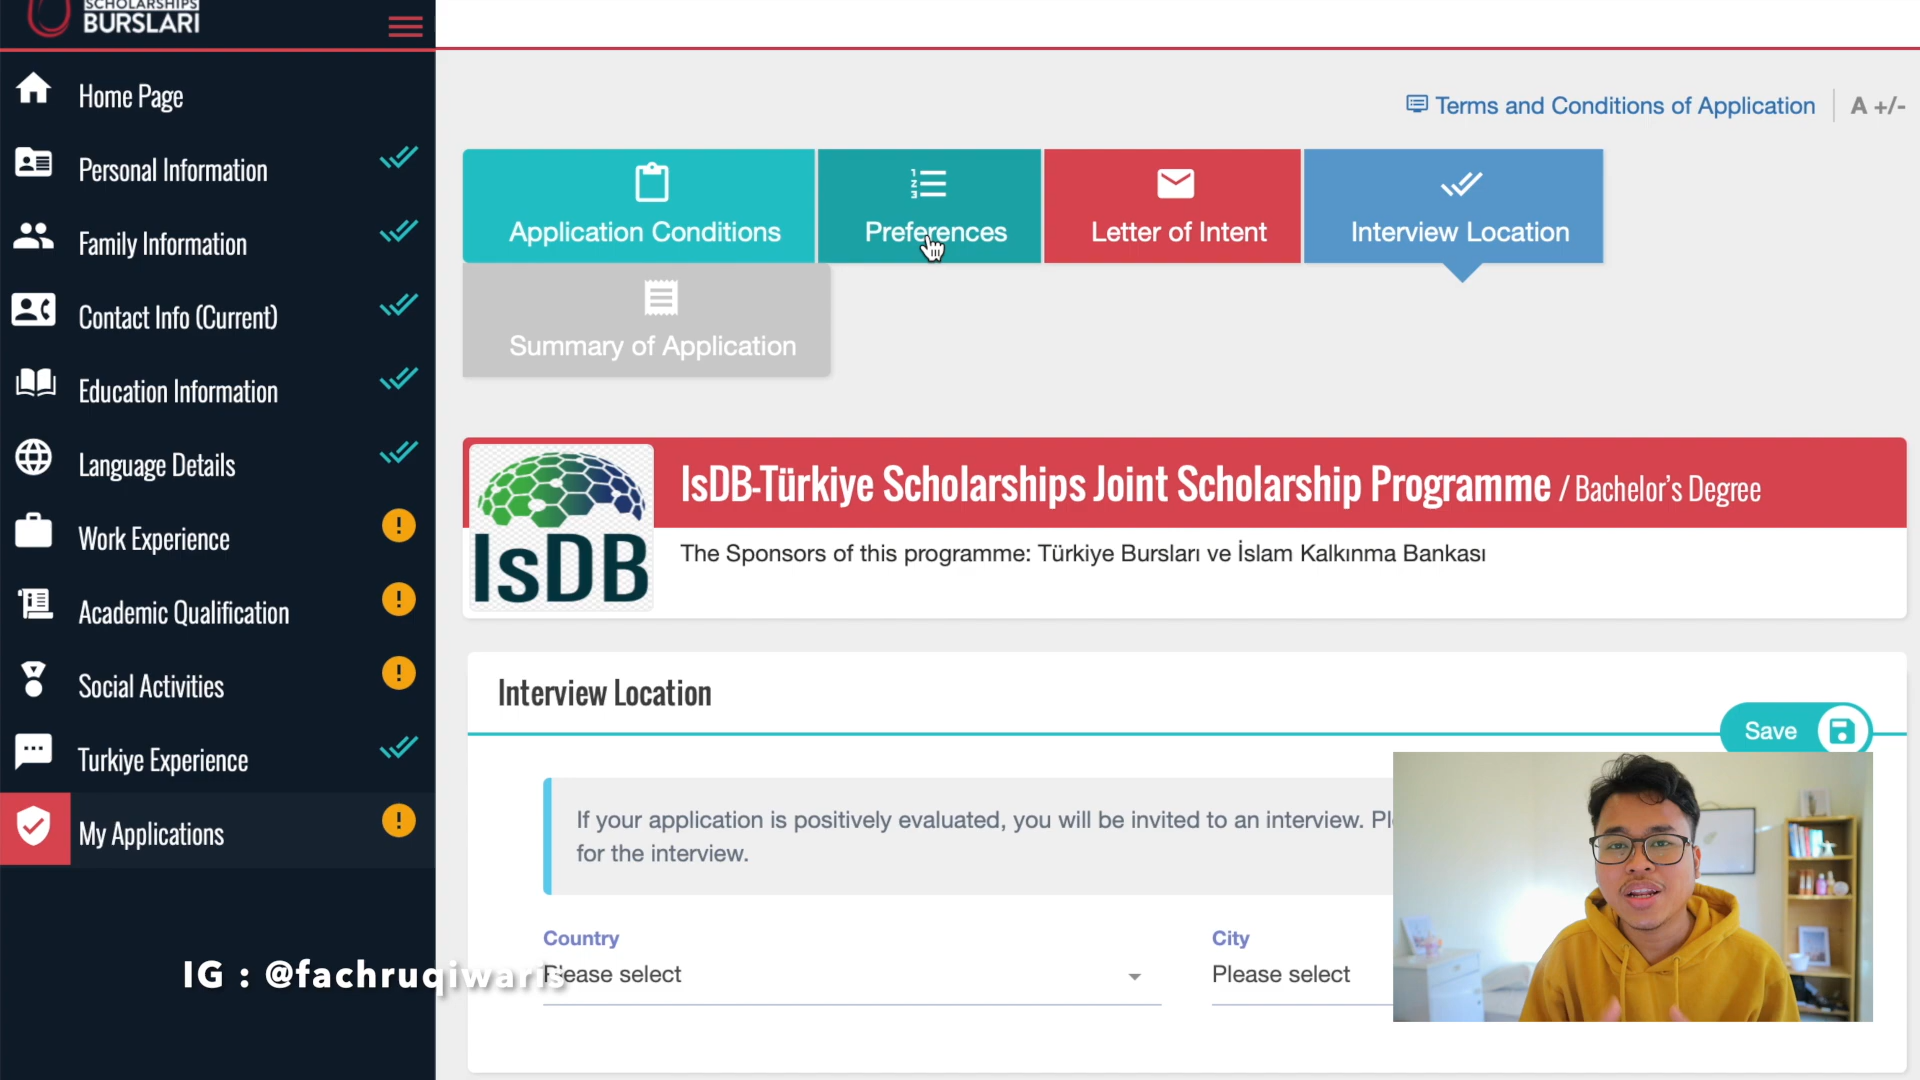 SCHOLARSHIPS
BURSLARI
Home Page
Personal Information
Family Information
Contact Info (Current)
Education Information
Language Details
Work Experience
Academic Qualification
Social Activities
Turkiye Experience
My Applications
Terms and Conditions of Application
A +/-
Application Conditions
Preferences
Letter of Intent
Interview Location
Summary of Application
IsDB
IsDB-Türkiye Scholarships Joint Scholarship Programme / Bachelor's Degree
The Sponsors of this programme: Türkiye Bursları ve İslam Kalkınma Bankası
Interview Location
Save
If your application is positively evaluated, you will be invited to an interview.
for the interview.
Country
Please select
City
Please select
IG : @fachruqiwaris